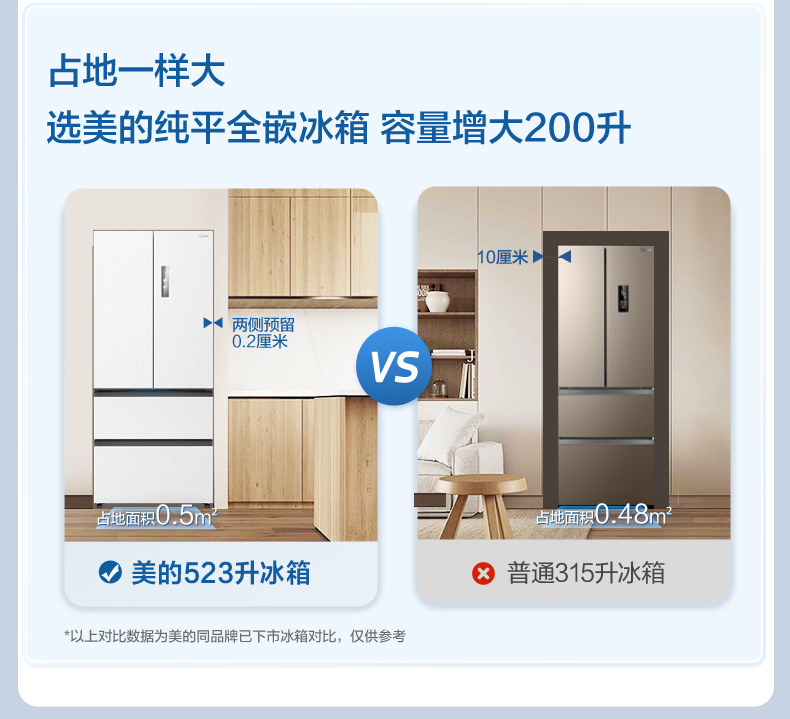 占地一样大
选美的纯平全嵌冰箱 容量增大200升
两侧预留
0.2厘米
占地面积0.5m²
美的523升冰箱
VS
10厘米
占地面积0.48m²
普通315升冰箱
*以上对比数据为美的同品牌已下市冰箱对比，仅供参考